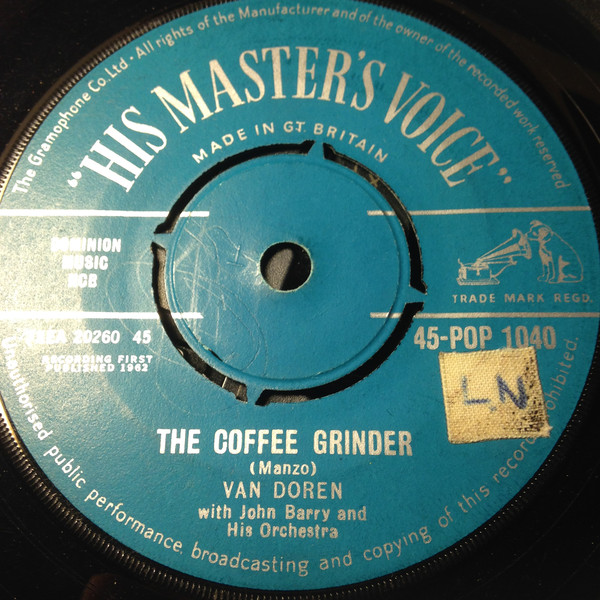 The Gramophone Co. Ltd · All rights of the Manufacturer and of the owner of the recorded work reserved
"HIS MASTER'S VOICE"
MADE IN GT. BRITAIN
DOMINION
MUSIC
NCB
TRADE MARK REGD.
20260 45
45-POP 1040
RECORDING FIRST
PUBLISHED 1962
L.N
THE COFFEE GRINDER
(Manzo)
VAN DOREN
with John Barry and
His Orchestra
Unauthorised public performance, broadcasting and copying of this record prohibited.